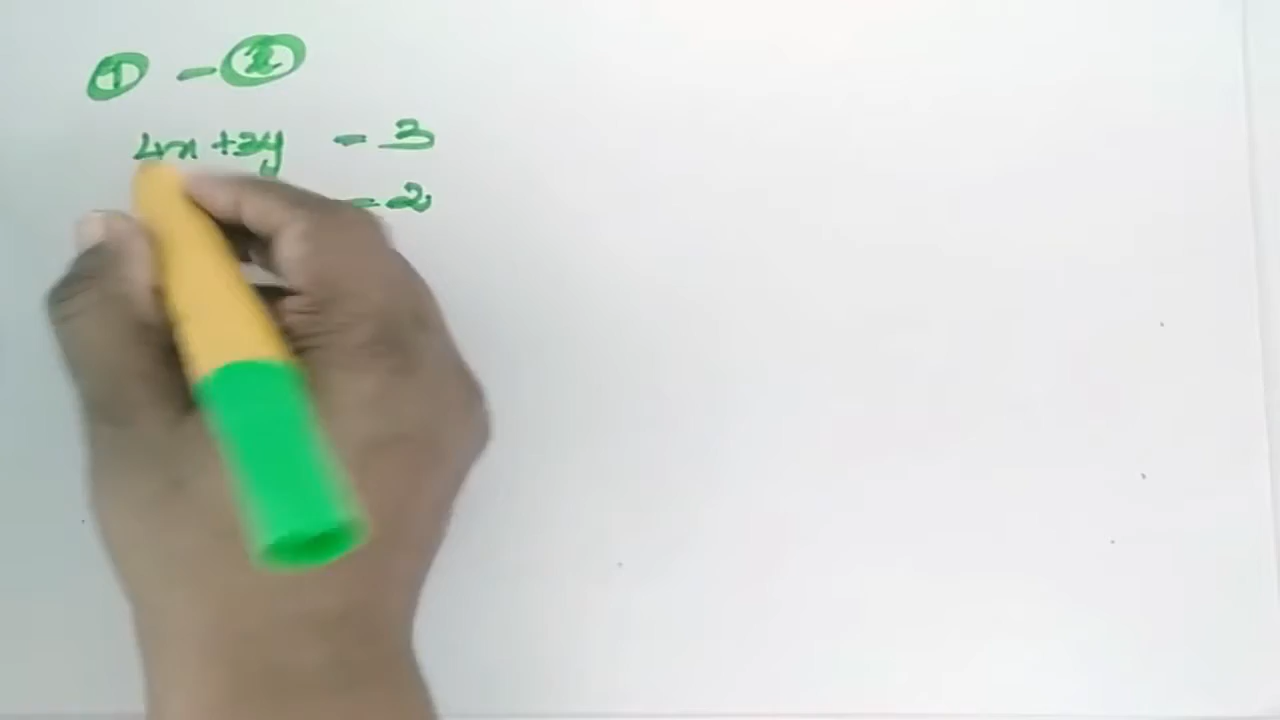 ① - ②
4x + 3y = 3
= 2